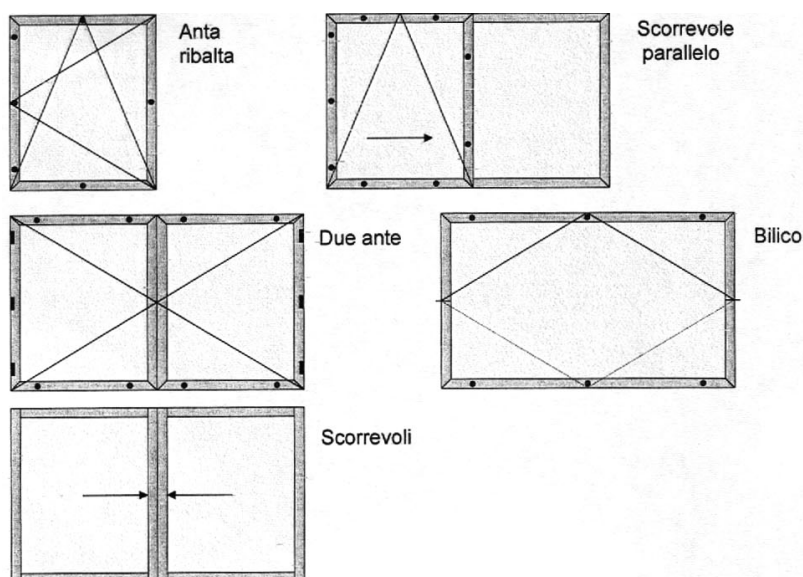 Anta
ribalta
Scorrevole
parallelo
Due ante
Bilico
Scorrevoli